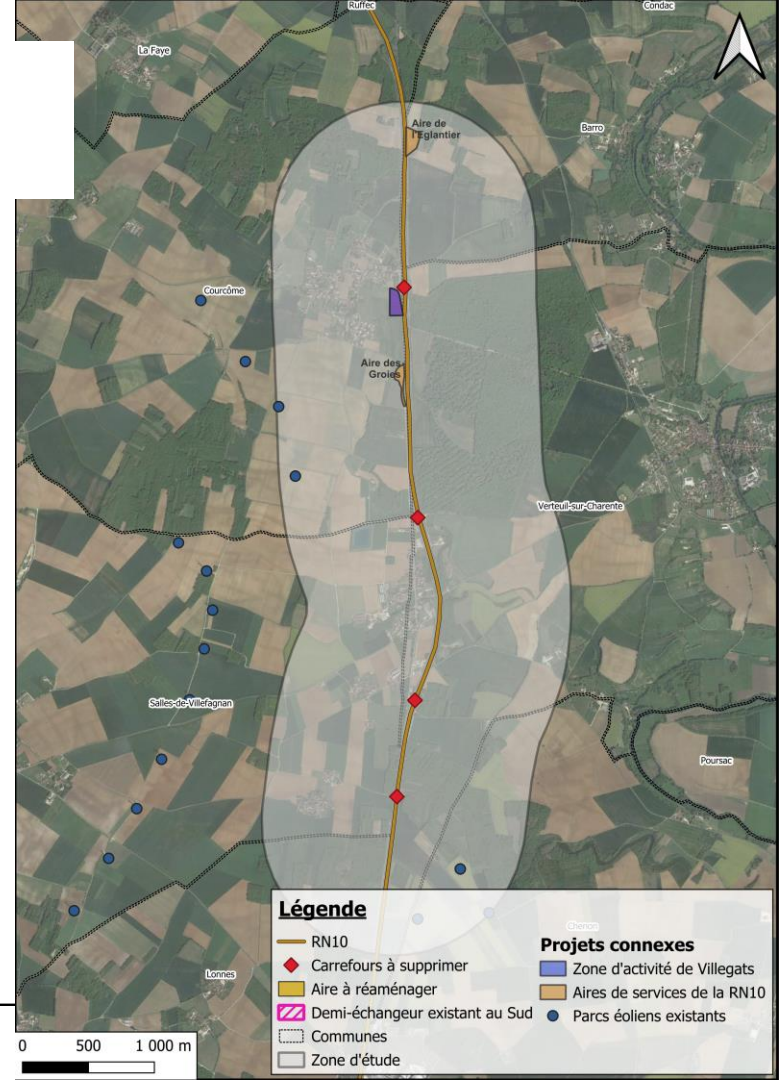 Ruffec
Condac
La Faye
Aire de
l'Eglantier
Barro
Courcôme
Aire des
Groies
Verteuil-sur-Charente
Salles-de-Villefagnan
Poursac
Chenon
Lonnes
Légende
RN10
Carrefours à supprimer
Aire à réaménager
Demi-échangeur existant au Sud
Communes
Zone d'étude
Projets connexes
Zone d'activité de Villegats
Aires de services de la RN10
Parcs éoliens existants
0 500 1 000 m